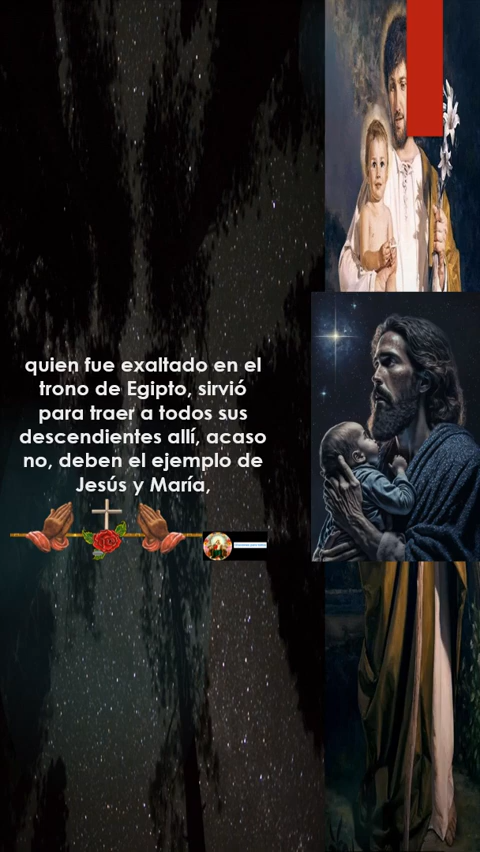 quien fue exaltado en el
trono de Egipto, sirvió
para traer a todos sus
descendientes allí, acaso
no, deben el ejemplo de
Jesús y María,